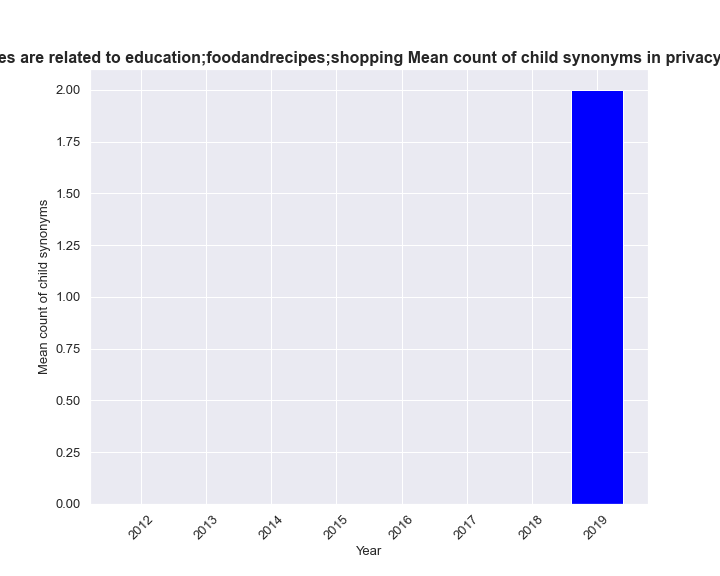 es are related to education;foodandrecipes;shopping Mean count of child synonyms in privacy
2.00
1.75
1.50
1.25
1.00
0.75
0.50
0.25
0.00
Mean count of child synonyms
2012 2013 2014 2015 2016 2017 2018 2019
Year